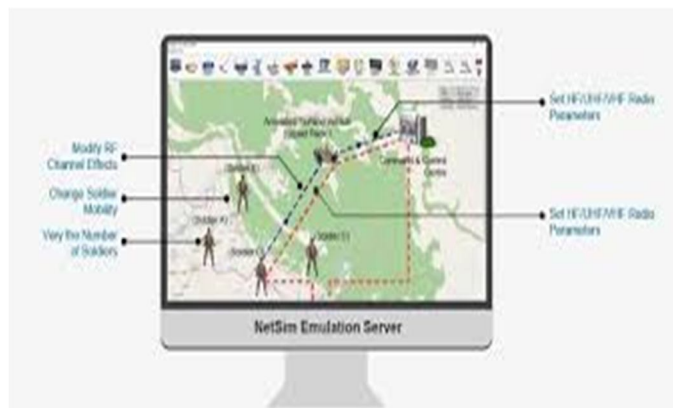 Set HF/UHF/VHF Radio
Parameters
Modify RF
Channel Effects
Change Soldier
Mobility
Vary the Number
of Soldiers
Command & Control
Centre
Set HF/UHF/VHF Radio
Parameters
NetSim Emulation Server